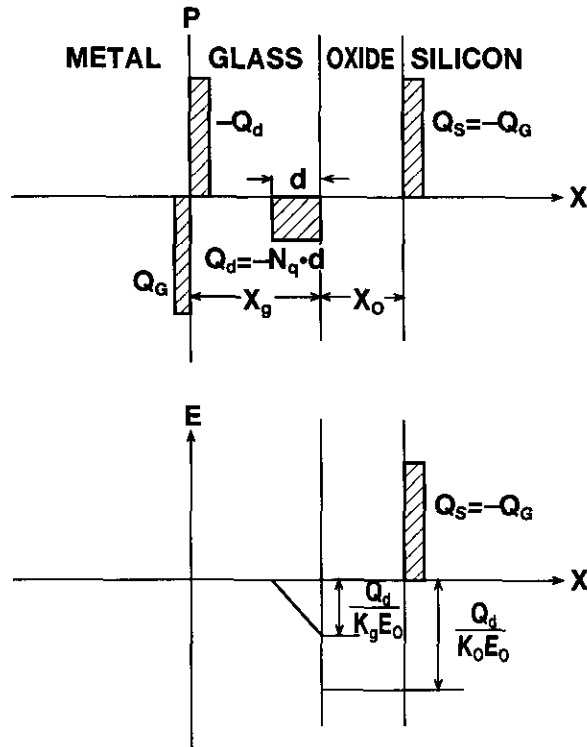 P
METAL GLASS OXIDE SILICON
−Q_d Q_S=−Q_G
d
X
Q_G Q_d=−N_q•d
X_g X_o
E
Q_S=−Q_G
X
Q_d
K_gE_o
Q_d
K_oE_o